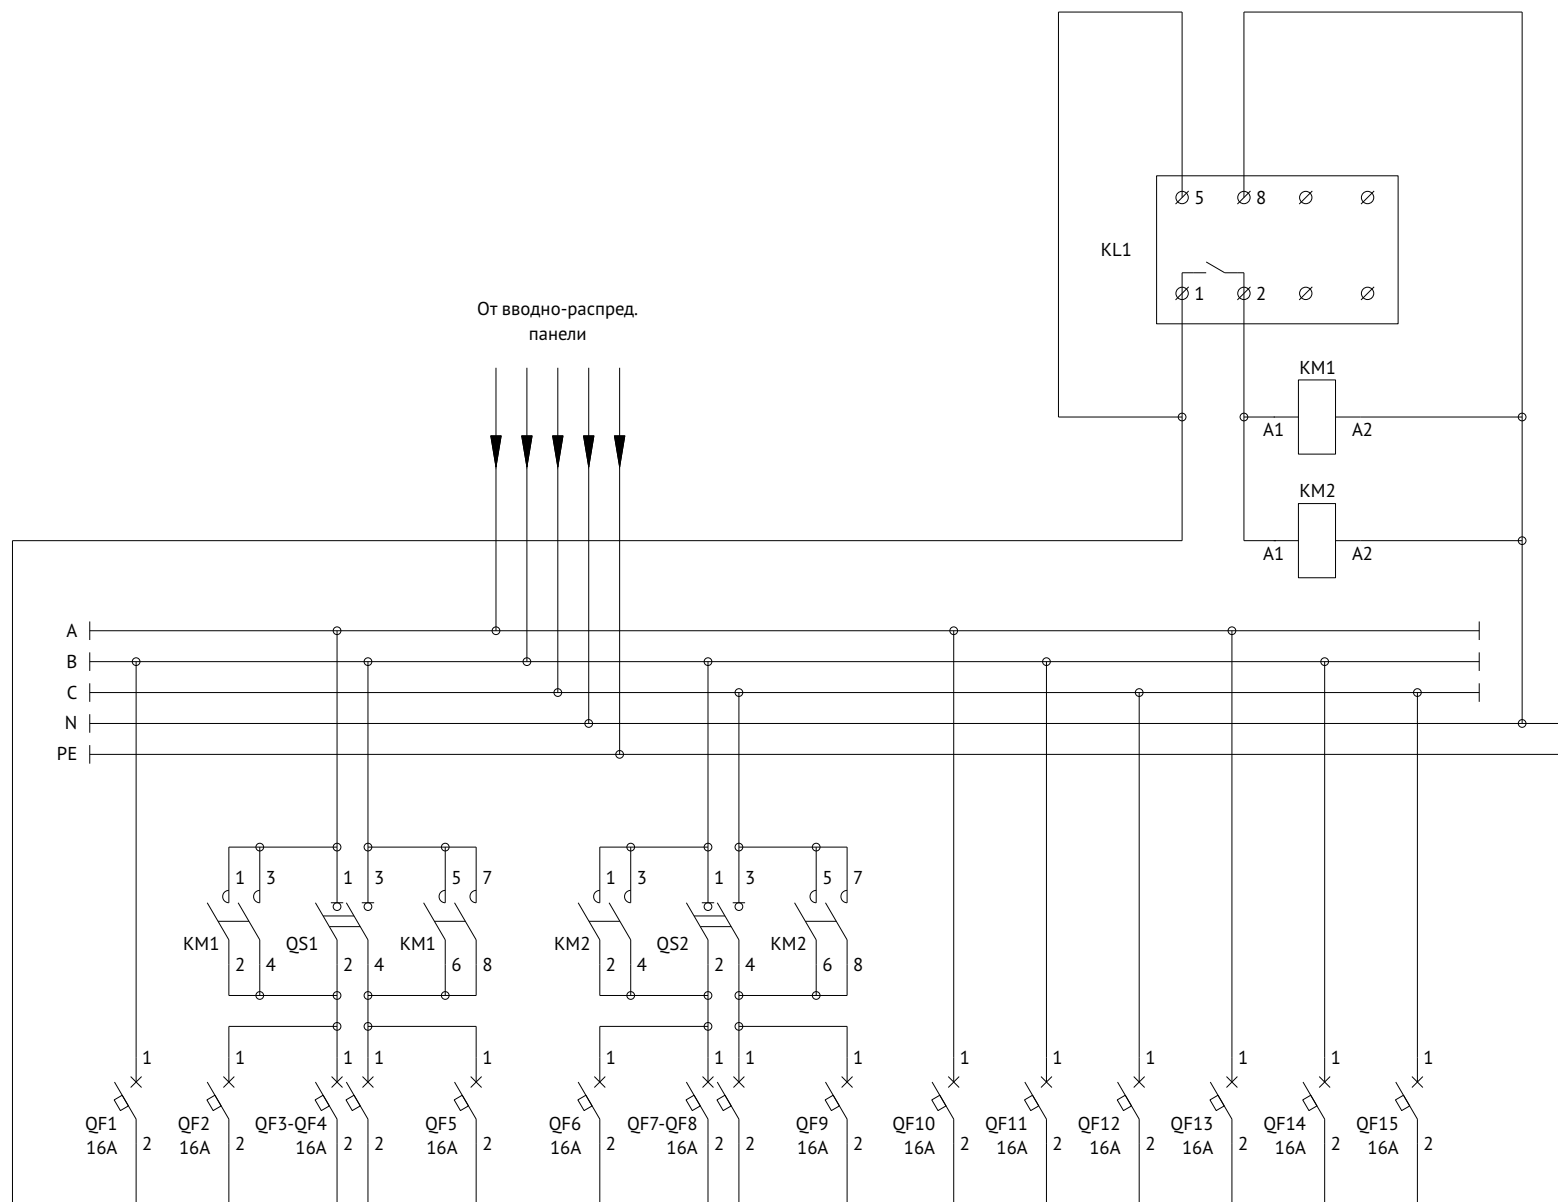 5 8
KL1
1 2
От вводно-распред.
панели
KM1
A1 A2
KM2
A1 A2
A
B
C
N
PE
1 3 1 3 5 7 1 3 1 3 5 7
KM1 QS1 KM1 KM2 QS2 KM2
2 4 2 4 6 8 2 4 2 4 6 8
1 1 1 1 1 1 1 1 1 1 1 1 1 1 1
QF1 QF2 QF3-QF4 QF5 QF6 QF7-QF8 QF9 QF10 QF11 QF12 QF13 QF14 QF15
16A 2 16A 2 16A 2 2 16A 2 16A 2 16A 2 2 16A 2 16A 2 16A 2 16A 2 16A 2 16A 2 16A 2